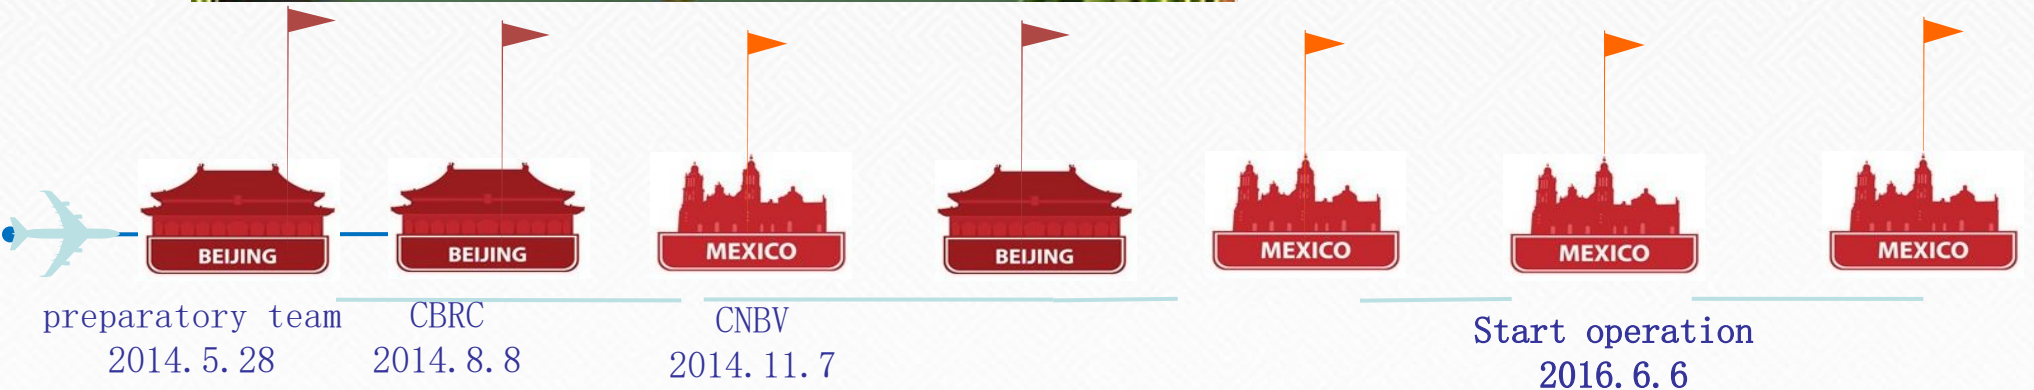 BEIJING
BEIJING
MEXICO
BEIJING
MEXICO
MEXICO
MEXICO
preparatory team
2014.5.28
CBRC
2014.8.8
CNBV
2014.11.7
Start operation
2016.6.6